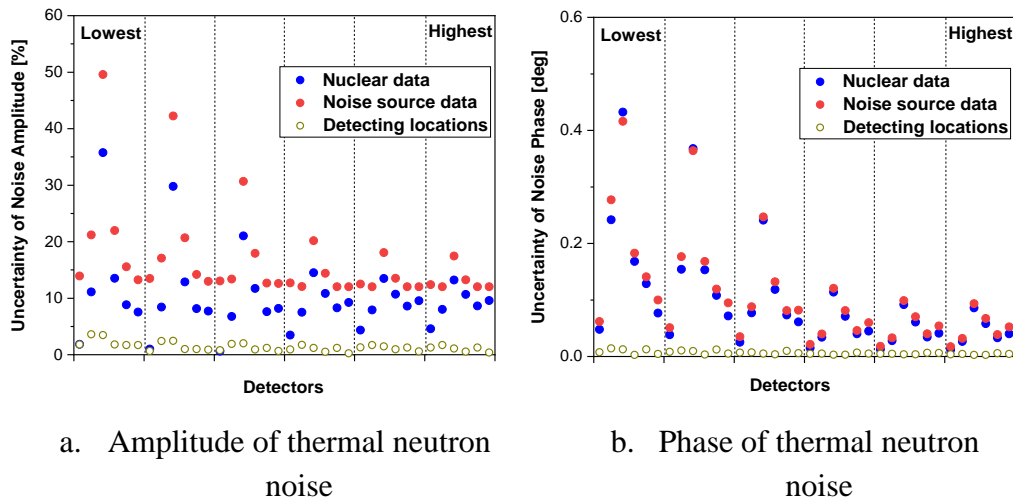 60
50
40
30
20
10
0
Uncertainty of Noise Amplitude [%]
Lowest
Highest
Nuclear data
Noise source data
Detecting locations
Detectors
0.6
0.4
0.2
0.0
Uncertainty of Noise Phase [deg]
Lowest
Highest
Nuclear data
Noise source data
Detecting locations
Detectors
a. Amplitude of thermal neutron
noise
b. Phase of thermal neutron
noise